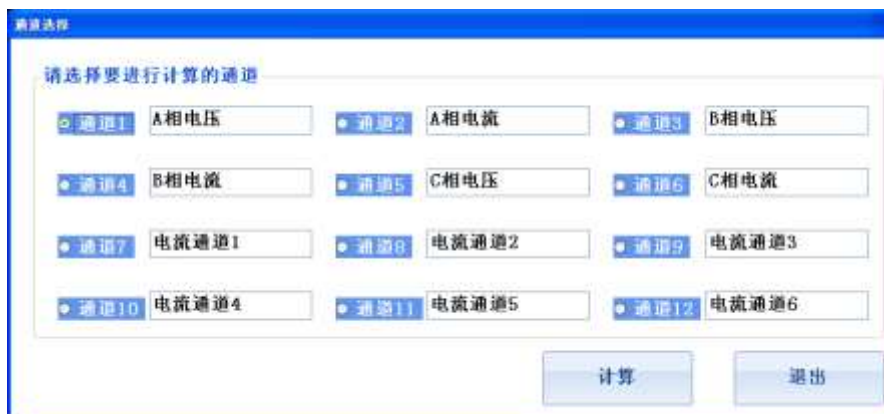 通道选择
请选择要进行计算的通道
通道1 A相电压 通道2 A相电流 通道3 B相电压
通道4 B相电流 通道5 C相电压 通道6 C相电流
通道7 电流通道1 通道8 电流通道2 通道9 电流通道3
通道10 电流通道4 通道11 电流通道5 通道12 电流通道6
计算 退出